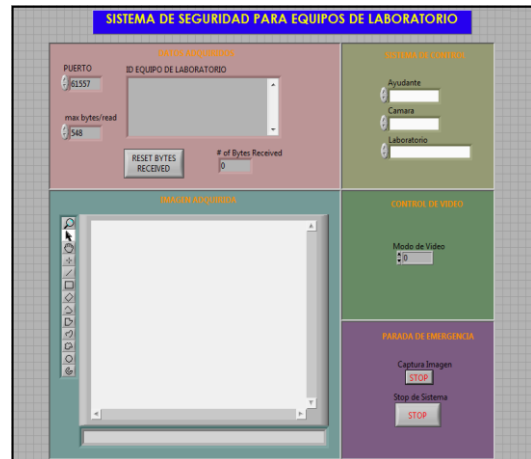 SISTEMA DE SEGURIDAD PARA EQUIPOS DE LABORATORIO
PUERTO
61557
max bytes/read
548
ID EQUIPO DE LABORATORIO
RESET BYTES
RECEIVED
# of Bytes Received
0
SISTEMA DE CONTROL
Ayudante
Camara
Laboratorio
IMAGEN ADQUIRIDA
CONTROL DE VIDEO
Modo de Video
0
PARADA DE EMERGENCIA
Captura Imagen
STOP
Stop de Sistema
STOP